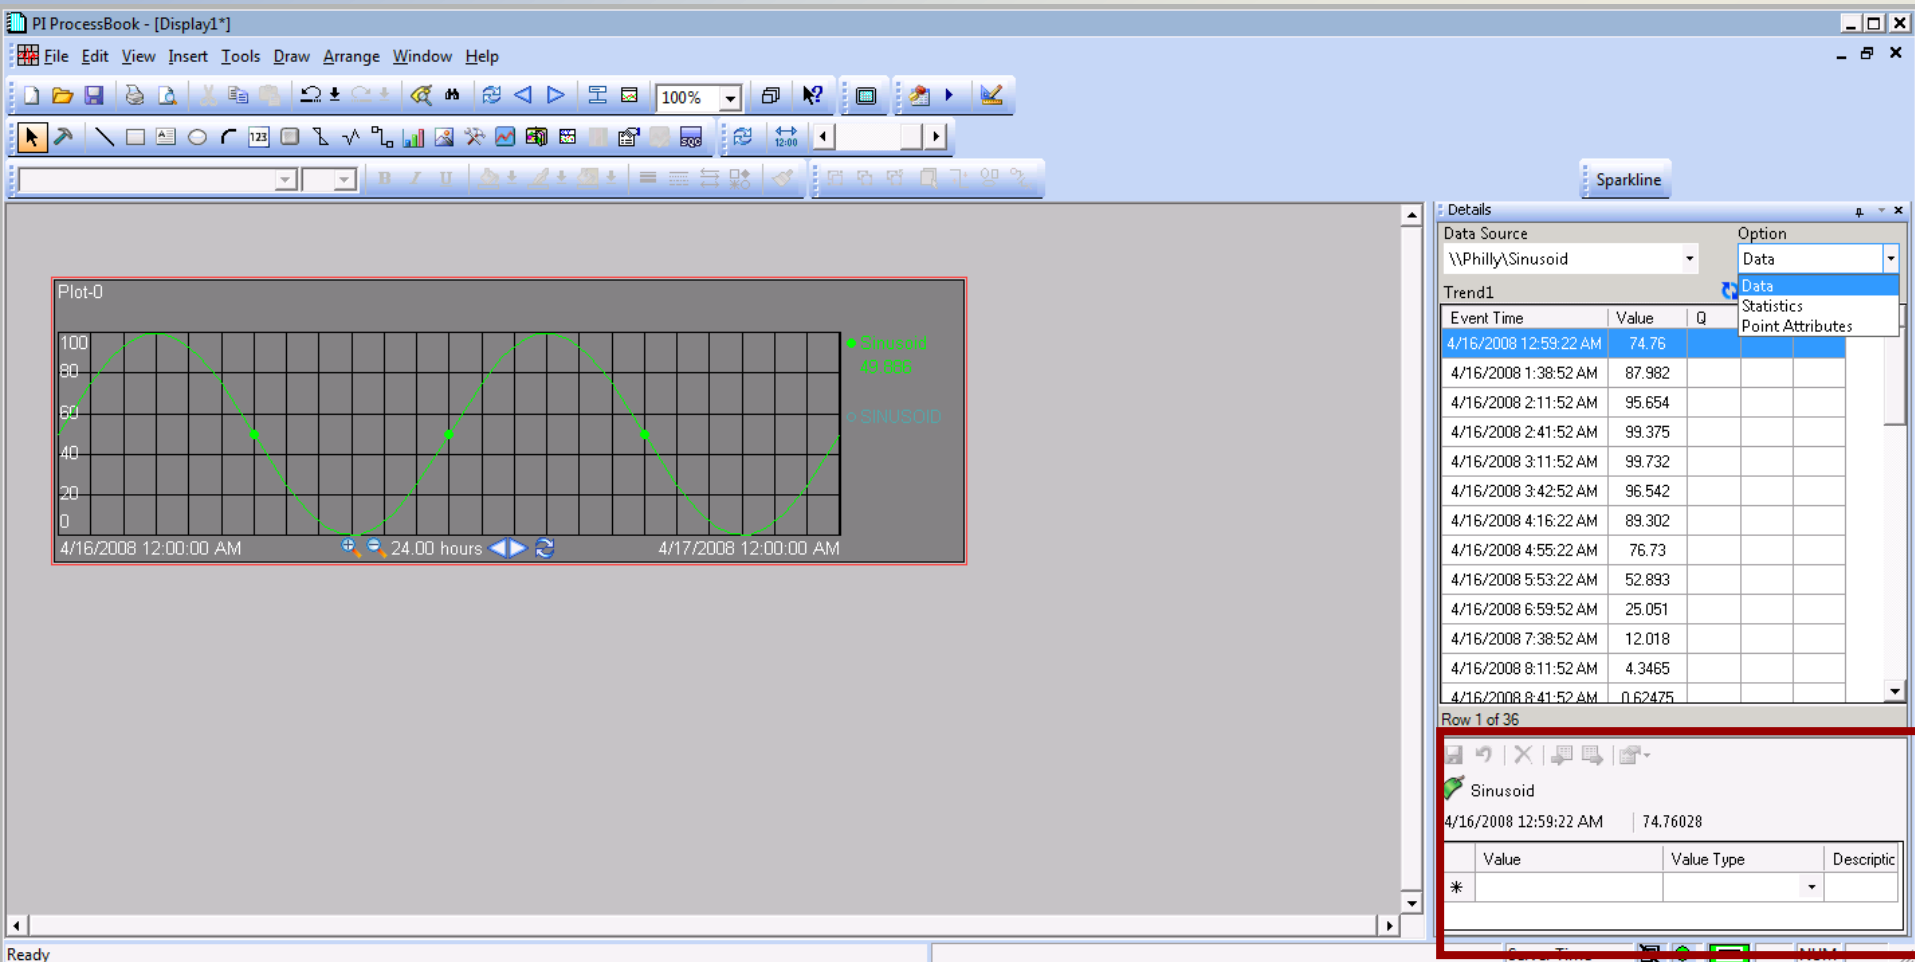 PI ProcessBook - [Display1*]
File Edit View Insert Tools Draw Arrange Window Help
100%
123
SQC
12:00
B I U
Sparkline
Details
Data Source Option
\\Philly\Sinusoid Data
Data
Statistics
Point Attributes
Trend1
Event Time Value Q
4/16/2008 12:59:22 AM 74.76
4/16/2008 1:38:52 AM 87.982
4/16/2008 2:11:52 AM 95.654
4/16/2008 2:41:52 AM 99.375
4/16/2008 3:11:52 AM 99.732
4/16/2008 3:42:52 AM 96.542
4/16/2008 4:16:22 AM 89.302
4/16/2008 4:55:22 AM 76.73
4/16/2008 5:53:22 AM 52.893
4/16/2008 6:59:52 AM 25.051
4/16/2008 7:38:52 AM 12.018
4/16/2008 8:11:52 AM 4.3465
4/16/2008 8:41:52 AM 0.62475
Row 1 of 36
Sinusoid
4/16/2008 12:59:22 AM 74.76028
Value Value Type Descriptic
*
Plot-0
100
80
60
40
20
0
Sinusoid
49.886
SINUSOID
4/16/2008 12:00:00 AM 24.00 hours 4/17/2008 12:00:00 AM
Ready
Server Time NUM